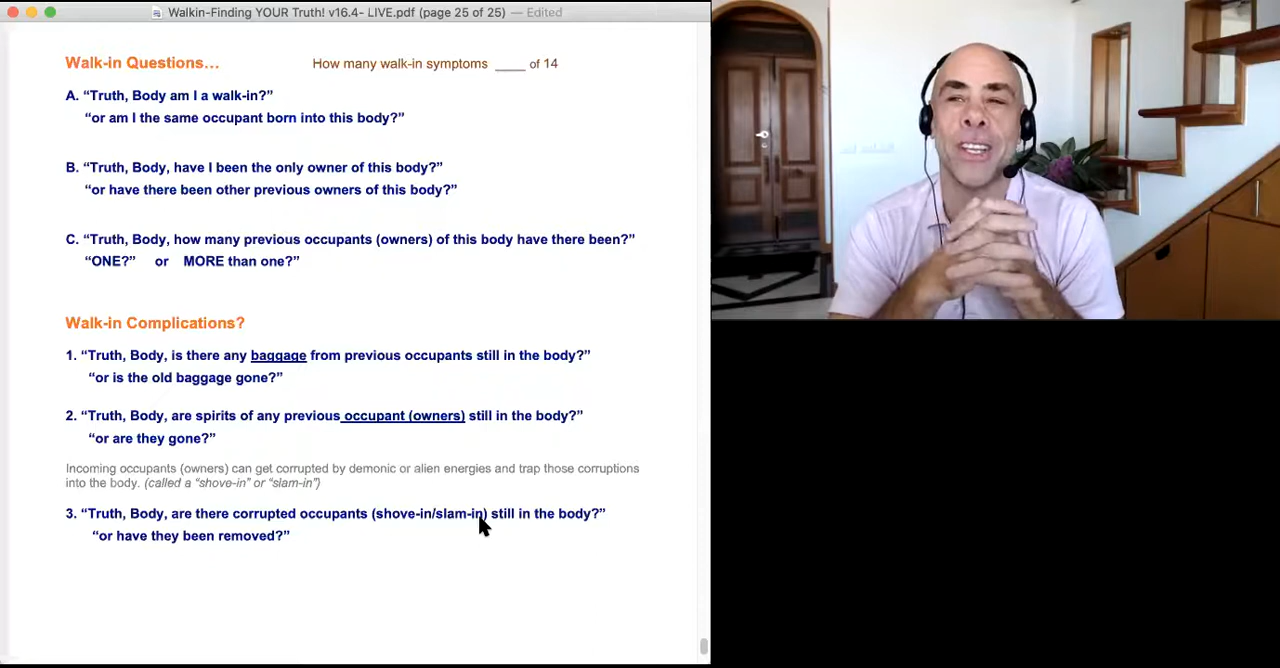 Walkin-Finding YOUR Truth! v16.4- LIVE.pdf (page 25 of 25) — Edited
Walk-in Questions… How many walk-in symptoms ____ of 14
A. “Truth, Body am I a walk-in?”
“or am I the same occupant born into this body?”
B. “Truth, Body, have I been the only owner of this body?”
“or have there been other previous owners of this body?”
C. “Truth, Body, how many previous occupants (owners) of this body have there been?”
“ONE?” or MORE than one?”
Walk-in Complications?
1. “Truth, Body, is there any baggage from previous occupants still in the body?”
“or is the old baggage gone?”
2. “Truth, Body, are spirits of any previous occupant (owners) still in the body?”
“or are they gone?”
Incoming occupants (owners) can get corrupted by demonic or alien energies and trap those corruptions
into the body. (called a “shove-in” or “slam-in”)
3. “Truth, Body, are there corrupted occupants (shove-in/slam-in) still in the body?”
“or have they been removed?”